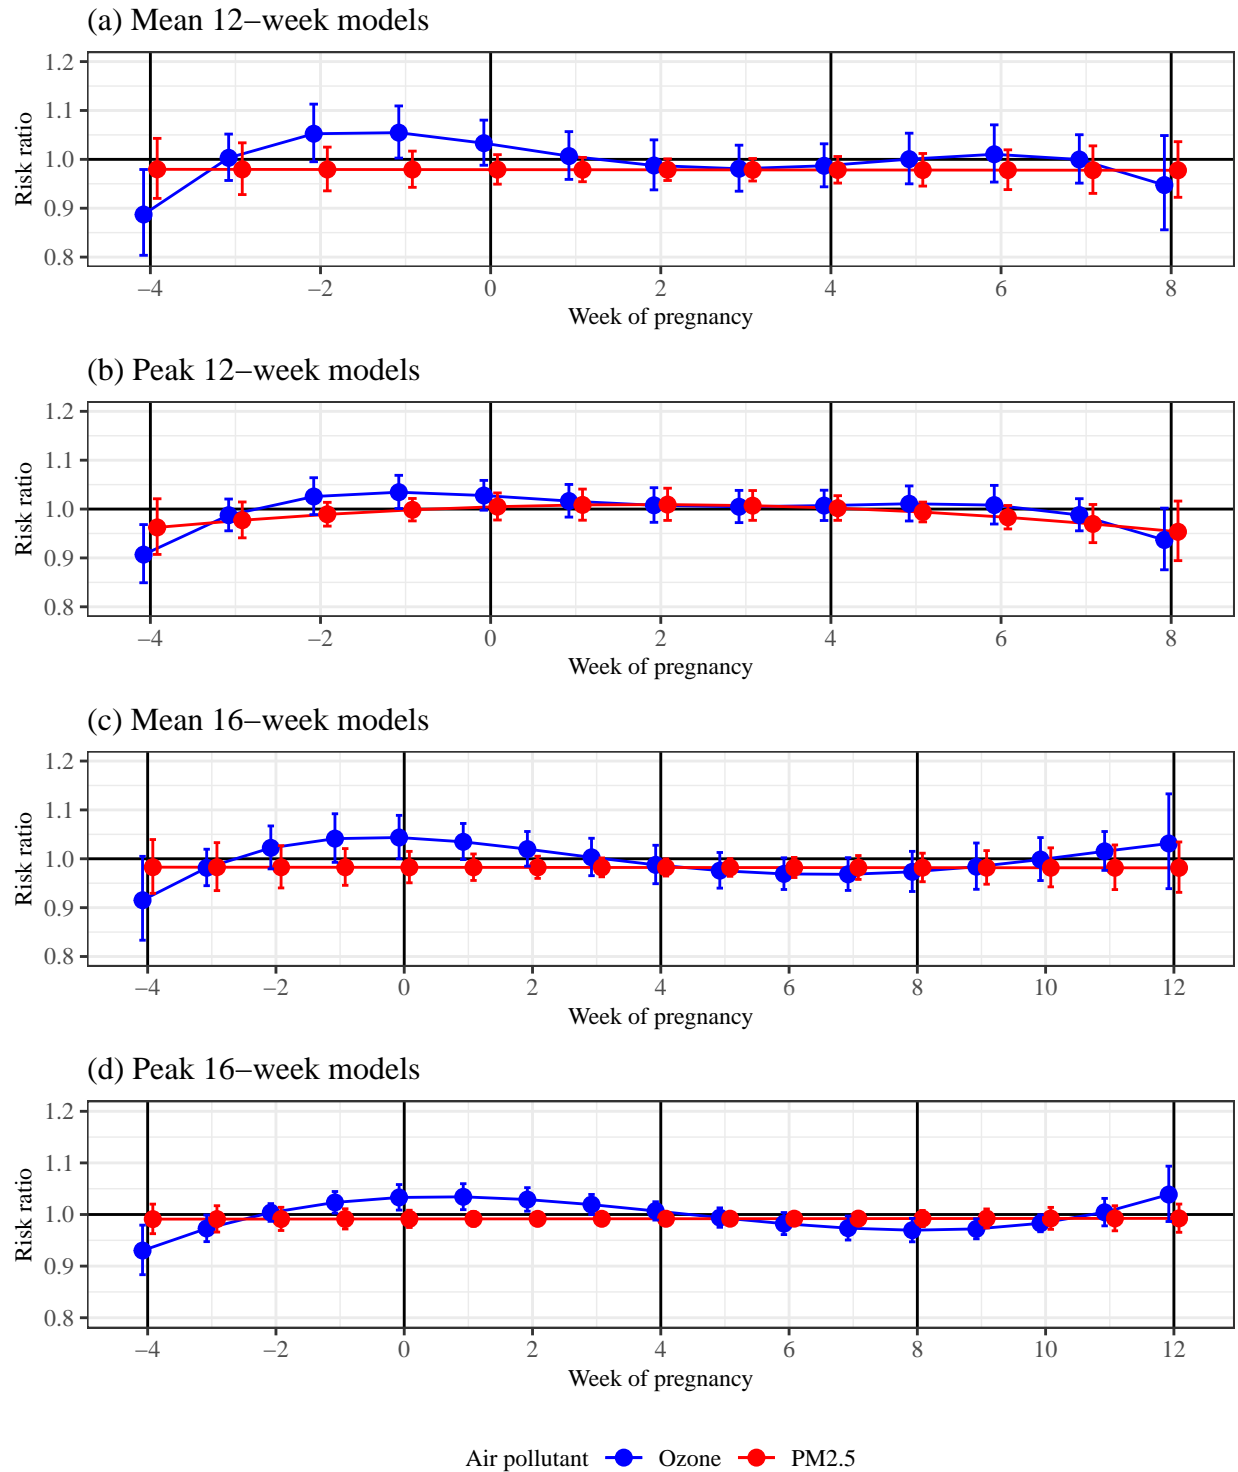 (a) Mean 12−week models
1.2
1.1
1.0
0.9
0.8
Risk ratio
−4 −2 0 2 4 6 8
Week of pregnancy
(b) Peak 12−week models
1.2
1.1
1.0
0.9
0.8
Risk ratio
−4 −2 0 2 4 6 8
Week of pregnancy
(c) Mean 16−week models
1.2
1.1
1.0
0.9
0.8
Risk ratio
−4 −2 0 2 4 6 8 10 12
Week of pregnancy
(d) Peak 16−week models
1.2
1.1
1.0
0.9
0.8
Risk ratio
−4 −2 0 2 4 6 8 10 12
Week of pregnancy
Air pollutant Ozone PM2.5